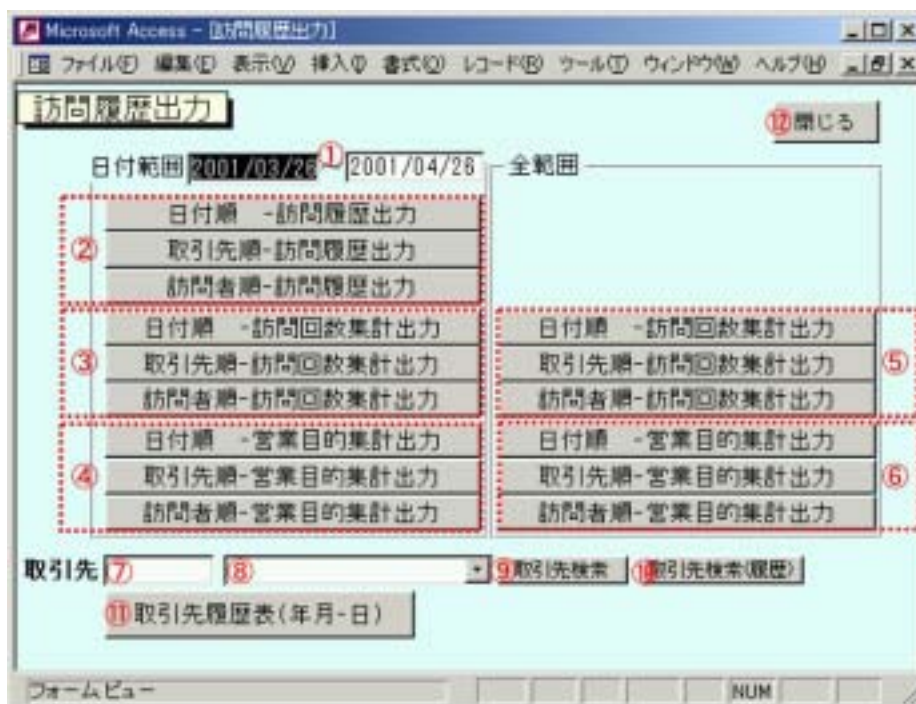 Microsoft Access - [訪問履歴出力]
ファイル(F) 編集(E) 表示(V) 挿入(I) 書式(O) レコード(R) ツール(T) ウィンドウ(W) ヘルプ(H)
訪問履歴出力
⑫閉じる
日付範囲 2001/03/26 ① 2001/04/26 全範囲
②
日付順 -訪問履歴出力
取引先順-訪問履歴出力
訪問者順-訪問履歴出力
③
日付順 -訪問回数集計出力
取引先順-訪問回数集計出力
訪問者順-訪問回数集計出力
⑤
日付順 -訪問回数集計出力
取引先順-訪問回数集計出力
訪問者順-訪問回数集計出力
④
日付順 -営業目的集計出力
取引先順-営業目的集計出力
訪問者順-営業目的集計出力
⑥
日付順 -営業目的集計出力
取引先順-営業目的集計出力
訪問者順-営業目的集計出力
取引先 ⑦ ⑧ ⑨取引先検索 ⑩取引先検索(履歴)
⑪取引先履歴表(年月-日)
フォームビュー NUM